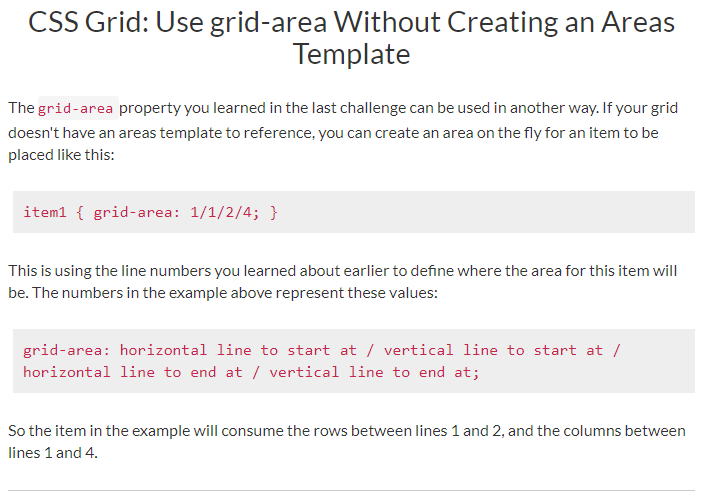 CSS Grid: Use grid-area Without Creating an Areas
Template
The grid-area property you learned in the last challenge can be used in another way. If your grid
doesn't have an areas template to reference, you can create an area on the fly for an item to be
placed like this:
item1 { grid-area: 1/1/2/4; }
This is using the line numbers you learned about earlier to define where the area for this item will
be. The numbers in the example above represent these values:
grid-area: horizontal line to start at / vertical line to start at /
horizontal line to end at / vertical line to end at;
So the item in the example will consume the rows between lines 1 and 2, and the columns between
lines 1 and 4.